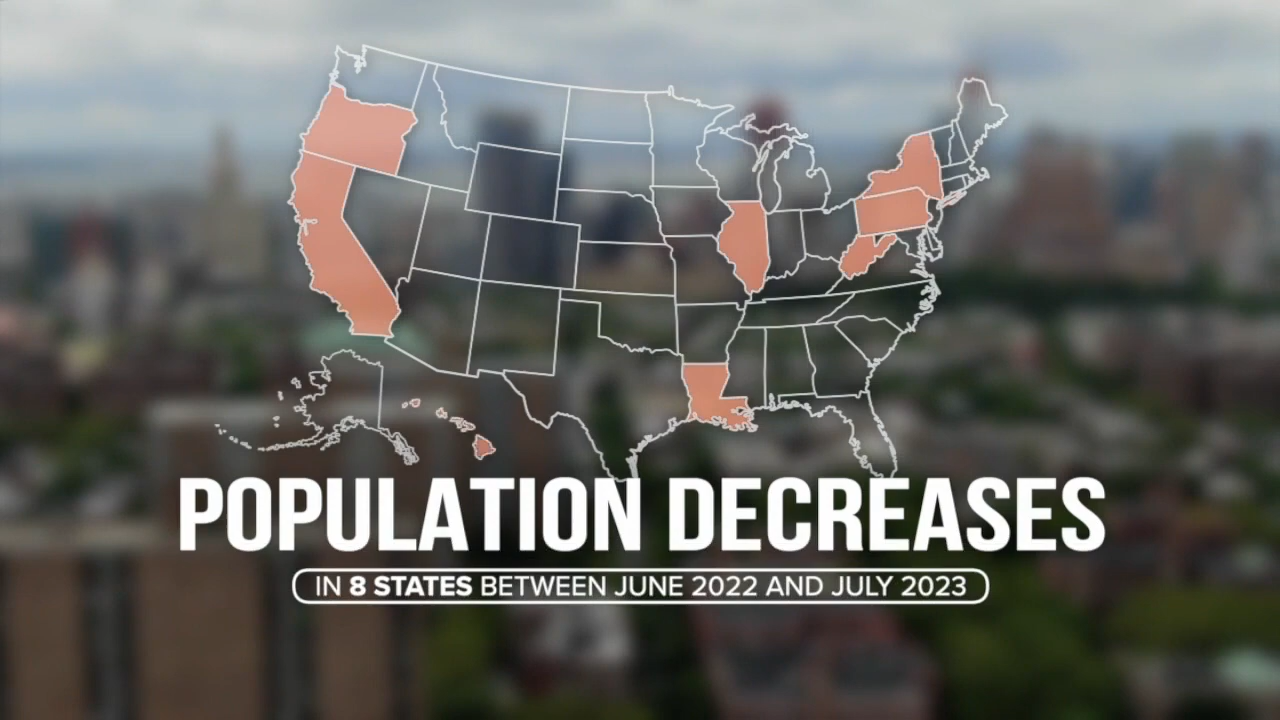 POPULATION DECREASES
IN 8 STATES BETWEEN JUNE 2022 AND JULY 2023